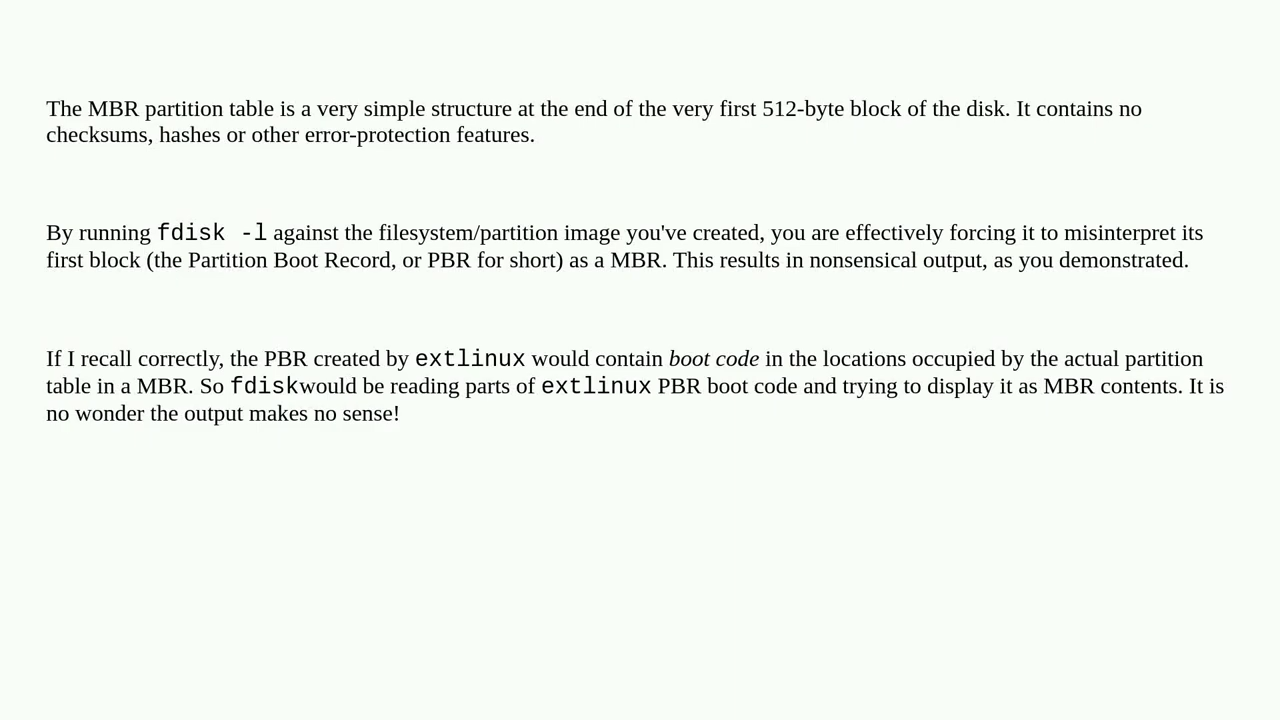 The MBR partition table is a very simple structure at the end of the very first 512-byte block of the disk. It contains no
checksums, hashes or other error-protection features.
By running fdisk -l against the filesystem/partition image you've created, you are effectively forcing it to misinterpret its
first block (the Partition Boot Record, or PBR for short) as a MBR. This results in nonsensical output, as you demonstrated.
If I recall correctly, the PBR created by extlinux would contain boot code in the locations occupied by the actual partition
table in a MBR. So fdiskwould be reading parts of extlinux PBR boot code and trying to display it as MBR contents. It is
no wonder the output makes no sense!